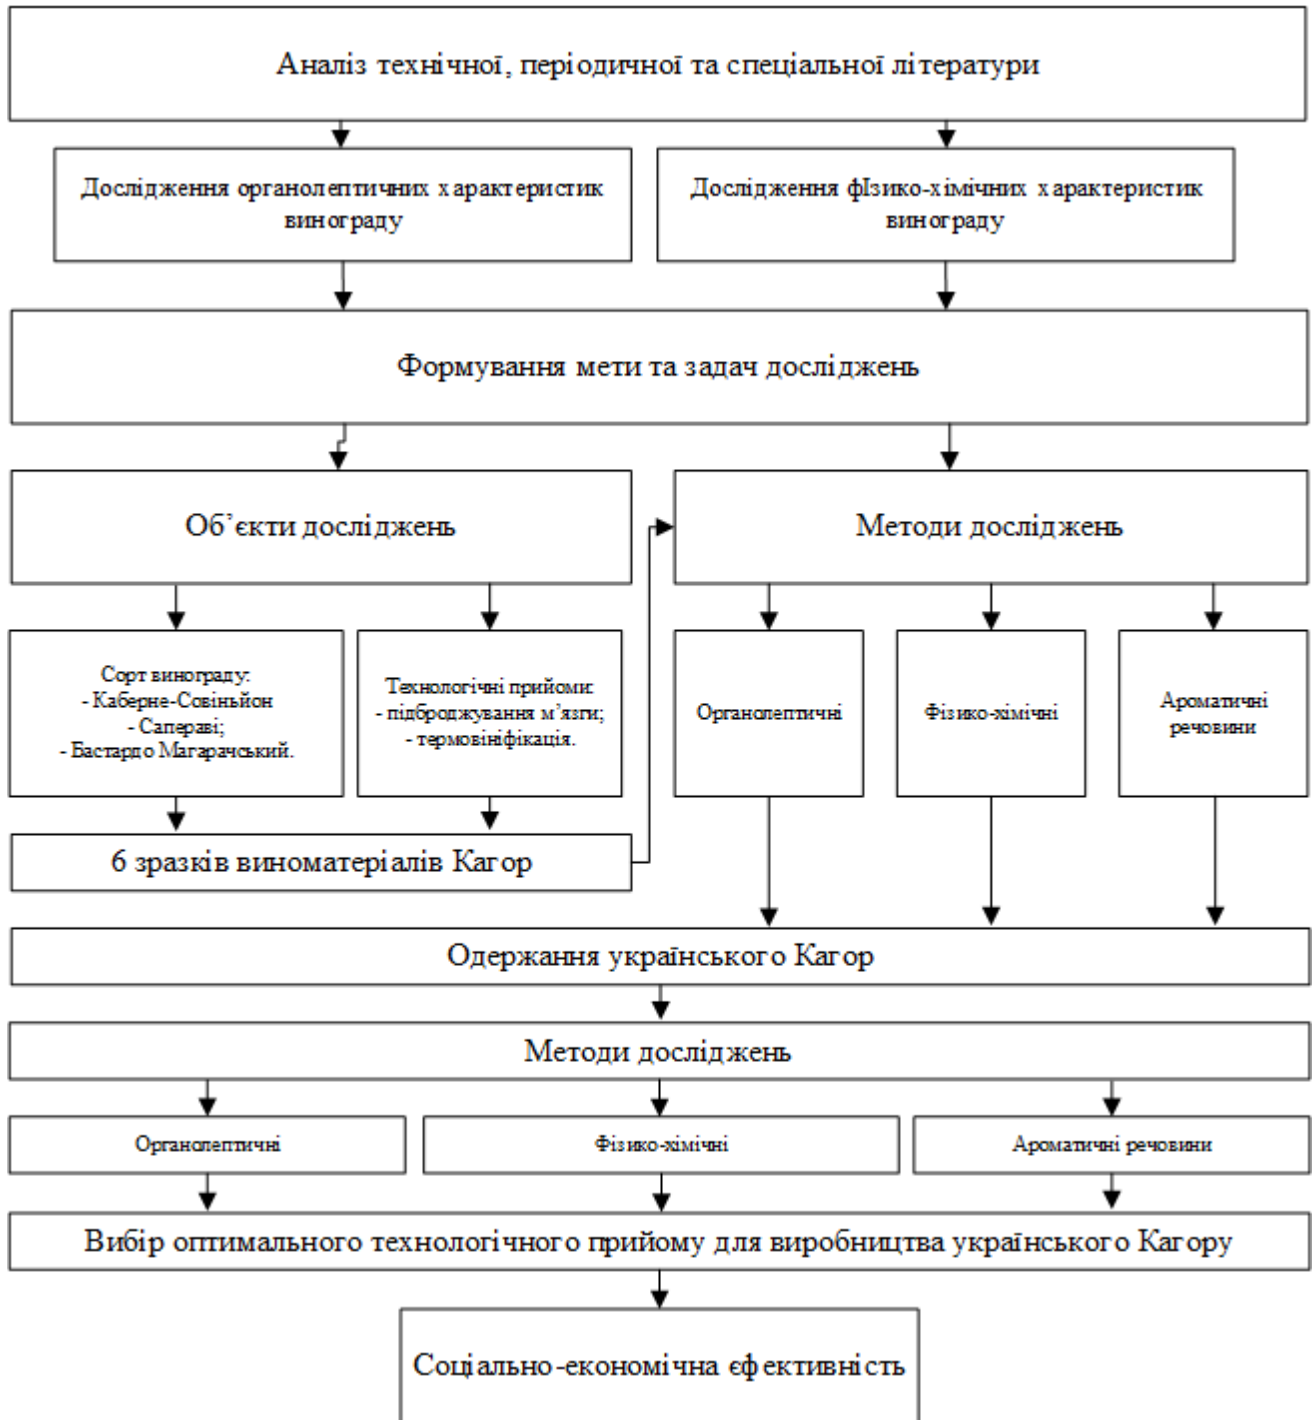 Аналіз технічної, періодичної та спеціальної літератури
Дослідження органолептичних характеристик
винограду
Дослідження фІзико-хімічних характеристик
винограду
Формування мети та задач досліджень
Об’єкти досліджень
Методи досліджень
Сорт винограду:
- Каберне-Совіньйон
- Сапераві;
- Бастардо Магарачський.
Технологічні прийоми:
- підброджування м’язги;
- термовініфікація.
Органолептичні
Фізико-хімічні
Ароматичні
речовини
6 зразків виноматеріалів Кагор
Одержання українського Кагор
Методи досліджень
Органолептичні
Фізико-хімічні
Ароматичні речовини
Вибір оптимального технологічного прийому для виробництва українського Кагору
Соціально-економічна єфективність